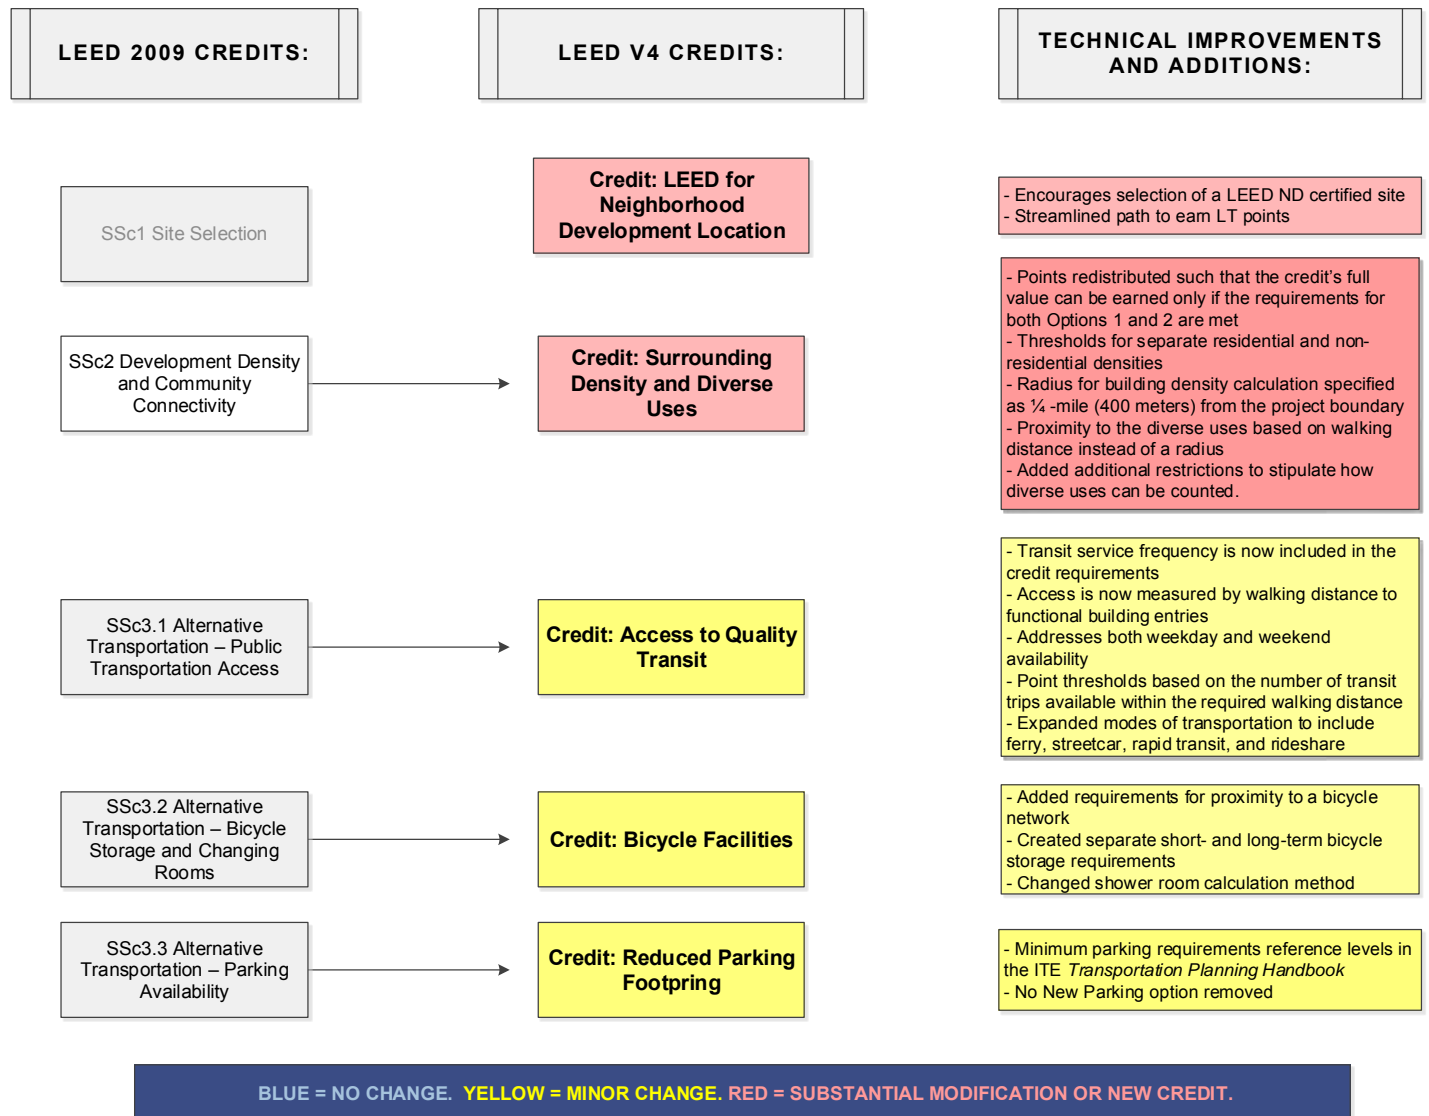 LEED 2009 CREDITS:
LEED V4 CREDITS:
TECHNICAL IMPROVEMENTS
AND ADDITIONS:
SSc1 Site Selection
Credit: LEED for
Neighborhood
Development Location
- Encourages selection of a LEED ND certified site
- Streamlined path to earn LT points
SSc2 Development Density
and Community
Connectivity
Credit: Surrounding
Density and Diverse
Uses
- Points redistributed such that the credit's full
value can be earned only if the requirements for
both Options 1 and 2 are met
- Thresholds for separate residential and non-
residential densities
- Radius for building density calculation specified
as ¼ -mile (400 meters) from the project boundary
- Proximity to the diverse uses based on walking
distance instead of a radius
- Added additional restrictions to stipulate how
diverse uses can be counted.
SSc3.1 Alternative
Transportation – Public
Transportation Access
Credit: Access to Quality
Transit
- Transit service frequency is now included in the
credit requirements
- Access is now measured by walking distance to
functional building entries
- Addresses both weekday and weekend
availability
- Point thresholds based on the number of transit
trips available within the required walking distance
- Expanded modes of transportation to include
ferry, streetcar, rapid transit, and rideshare
SSc3.2 Alternative
Transportation – Bicycle
Storage and Changing
Rooms
Credit: Bicycle Facilities
- Added requirements for proximity to a bicycle
network
- Created separate short- and long-term bicycle
storage requirements
- Changed shower room calculation method
SSc3.3 Alternative
Transportation – Parking
Availability
Credit: Reduced Parking
Footpring
- Minimum parking requirements reference levels in
the ITE Transportation Planning Handbook
- No New Parking option removed
BLUE = NO CHANGE. YELLOW = MINOR CHANGE. RED = SUBSTANTIAL MODIFICATION OR NEW CREDIT.